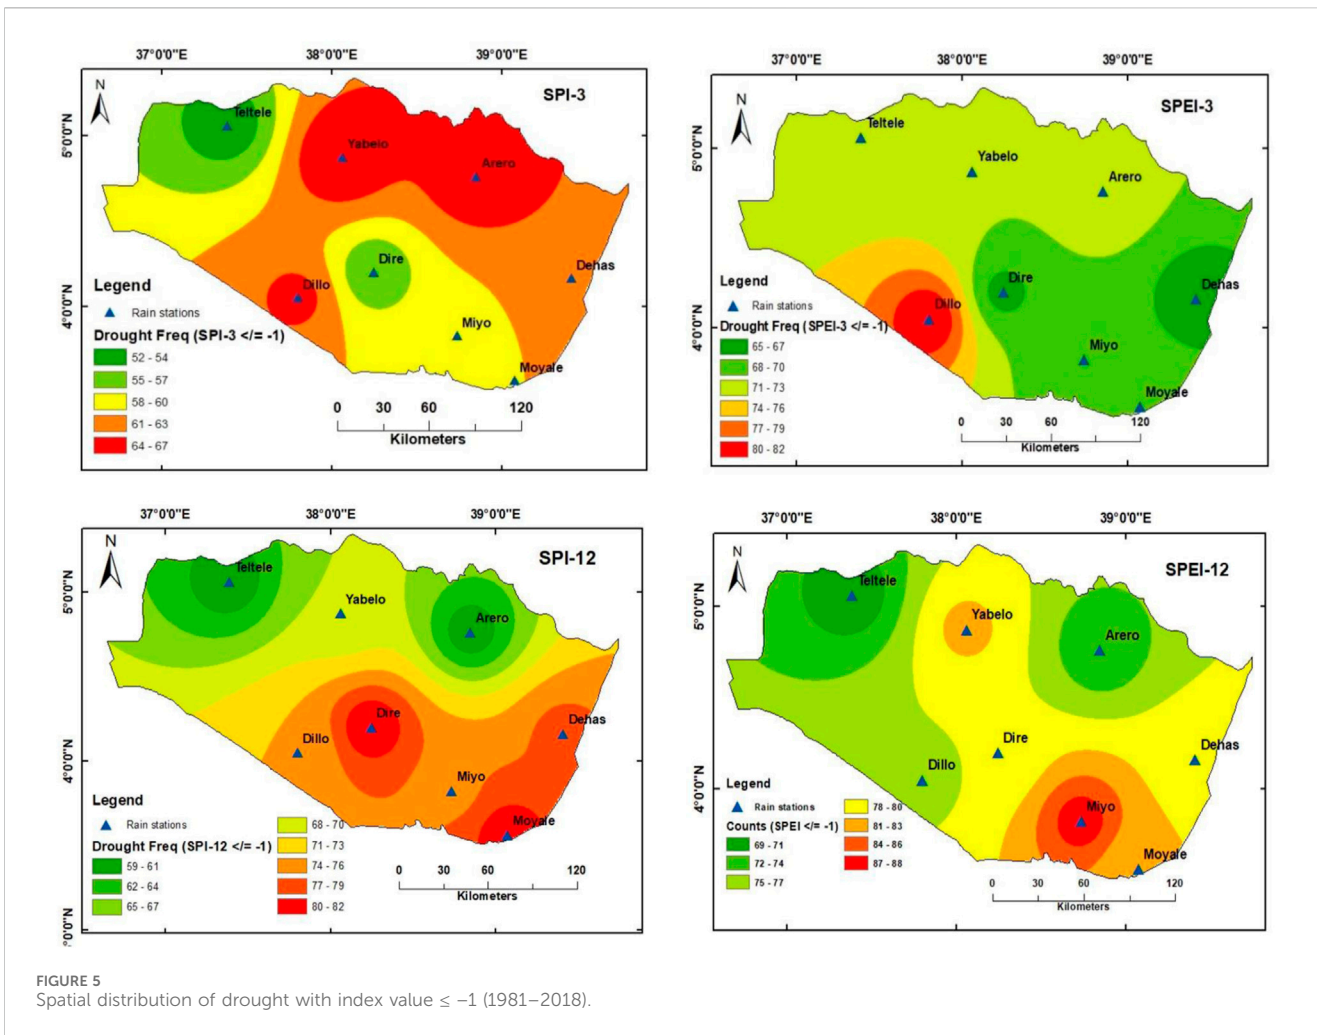 37°0'0"E 38°0'0"E 39°0'0"E
N
SPI-3
5°0'0"N
4°0'0"N
Teltele
Yabelo
Arero
Dire
Dehas
Dillo
Miyo
Moyale
Legend
Rain stations
Drought Freq (SPI-3 </= -1)
52 - 54
55 - 57
58 - 60
61 - 63
64 - 67
0 30 60 120
Kilometers
37°0'0"E 38°0'0"E 39°0'0"E
N
SPEI-3
5°0'0"N
4°0'0"N
Teltele
Yabelo
Arero
Dire
Dehas
Dillo
Miyo
Moyale
Legend
Rain stations
Drought Freq (SPEI-3 </= -1)
65 - 67
68 - 70
71 - 73
74 - 76
77 - 79
80 - 82
0 30 60 120
Kilometers
37°0'0"E 38°0'0"E 39°0'0"E
N
SPI-12
5°0'0"N
4°0'0"N
°0'0"N
Teltele
Yabelo
Arero
Dire
Dehas
Dillo
Miyo
Moyale
Legend
Rain stations
Drought Freq (SPI-12 </= -1)
59 - 61
62 - 64
65 - 67
68 - 70
71 - 73
74 - 76
77 - 79
80 - 82
0 30 60 120
Kilometers
37°0'0"E 38°0'0"E 39°0'0"E
N
SPEI-12
5°0'0"N
4°0'0"N
Teltele
Yabelo
Arero
Dire
Dehas
Dillo
Miyo
Moyale
Legend
Rain stations
Counts (SPEI </= -1)
69 - 71
72 - 74
75 - 77
78 - 80
81 - 83
84 - 86
87 - 88
0 30 60 120
Kilometers
FIGURE 5
Spatial distribution of drought with index value ≤ −1 (1981–2018).